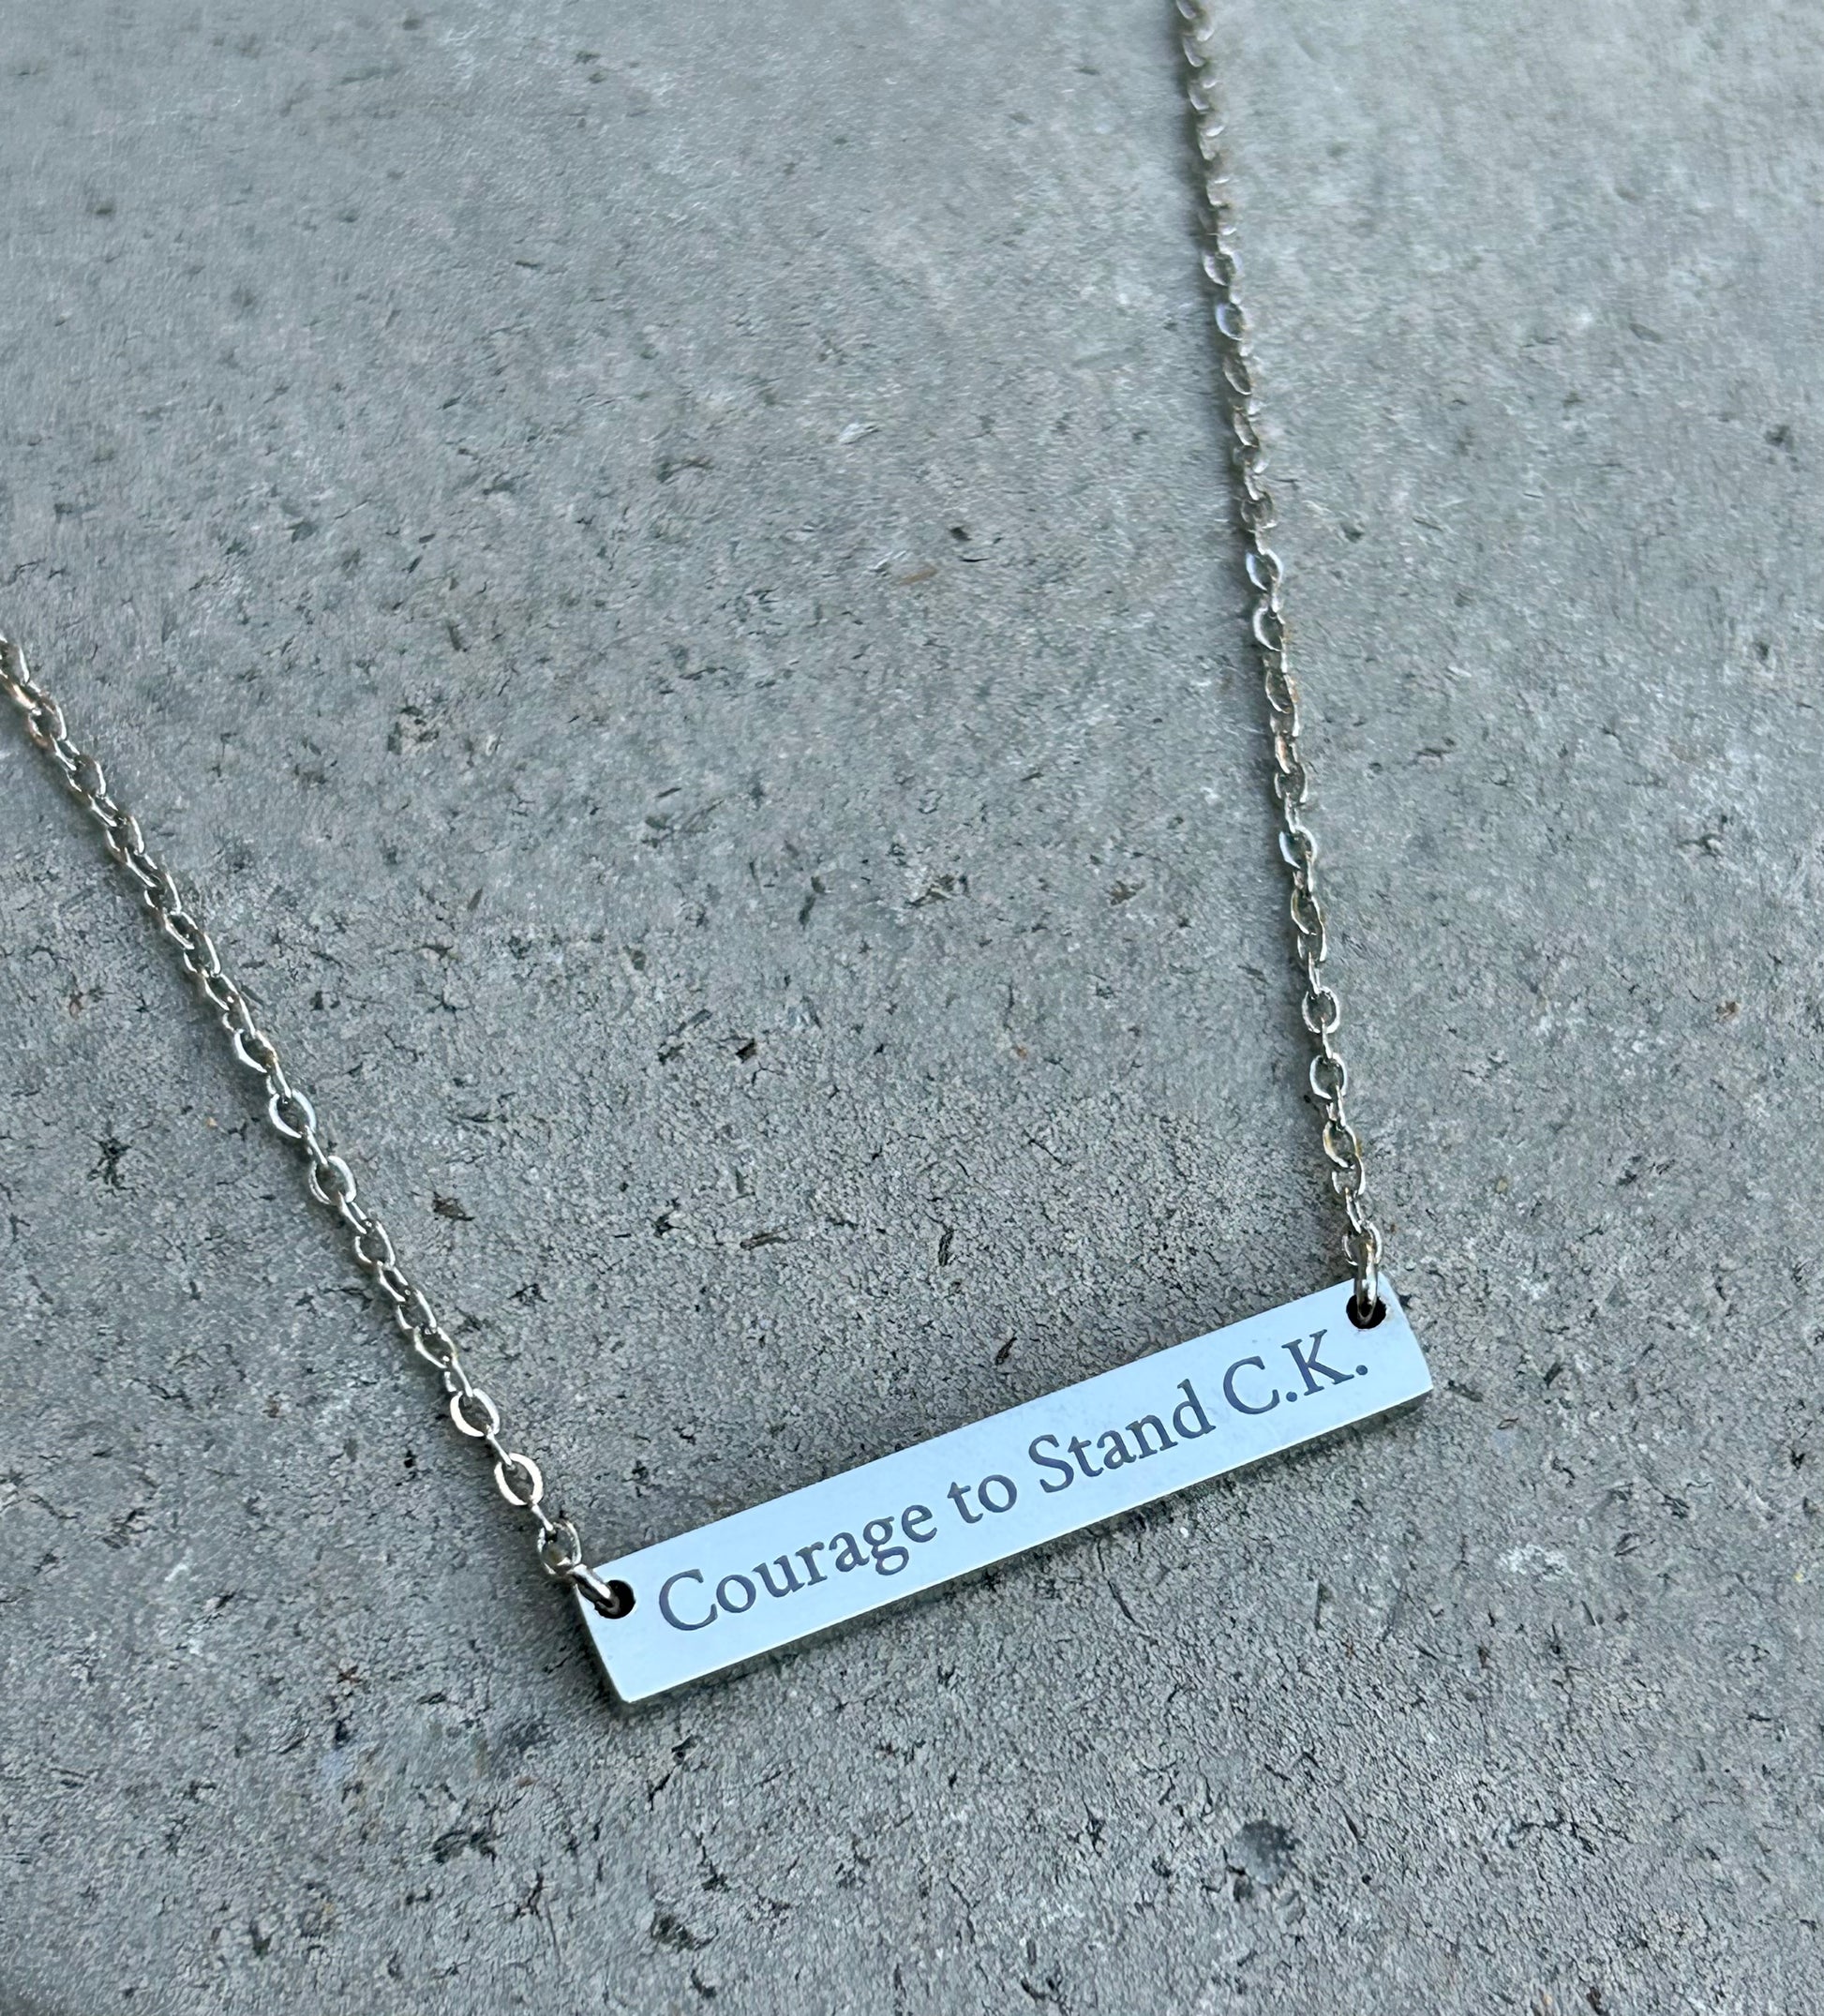 Courage to Stand C.K.